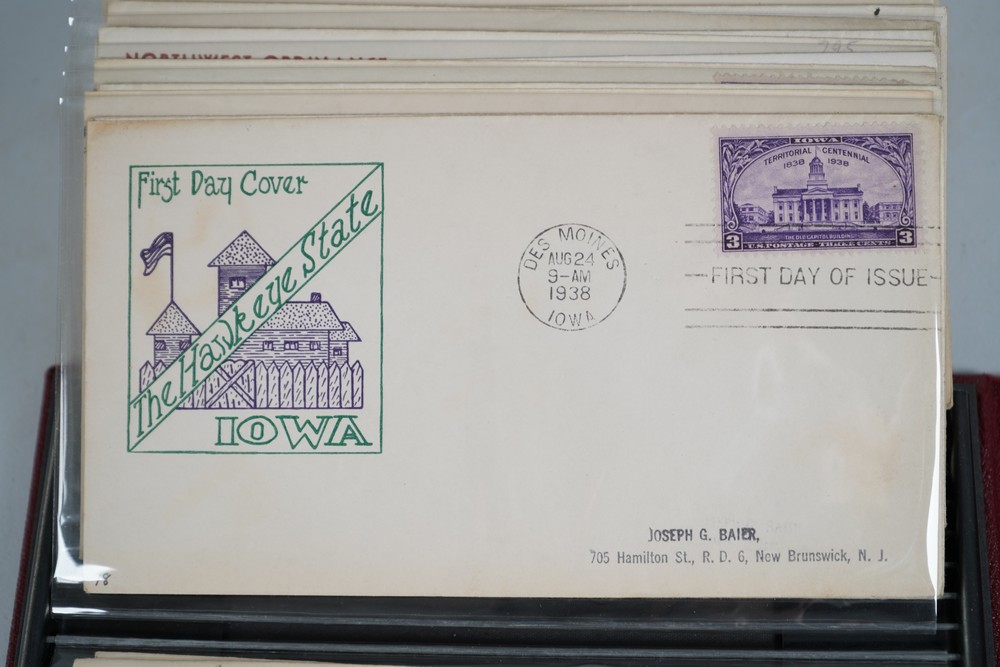 NORTHWEST ORDINANCE
795
First Day Cover
The Hawkeye State
IOWA
IOWA
TERRITORIAL CENTENNIAL
1838 1938
THE OLD CAPITOL BUILDING
3 U.S. POSTAGE · THREE CENTS 3
DES MOINES
AUG 24
9-AM
1938
IOWA
FIRST DAY OF ISSUE
JOSEPH G. BAIER,
705 Hamilton St., R. D. 6, New Brunswick, N. J.
78